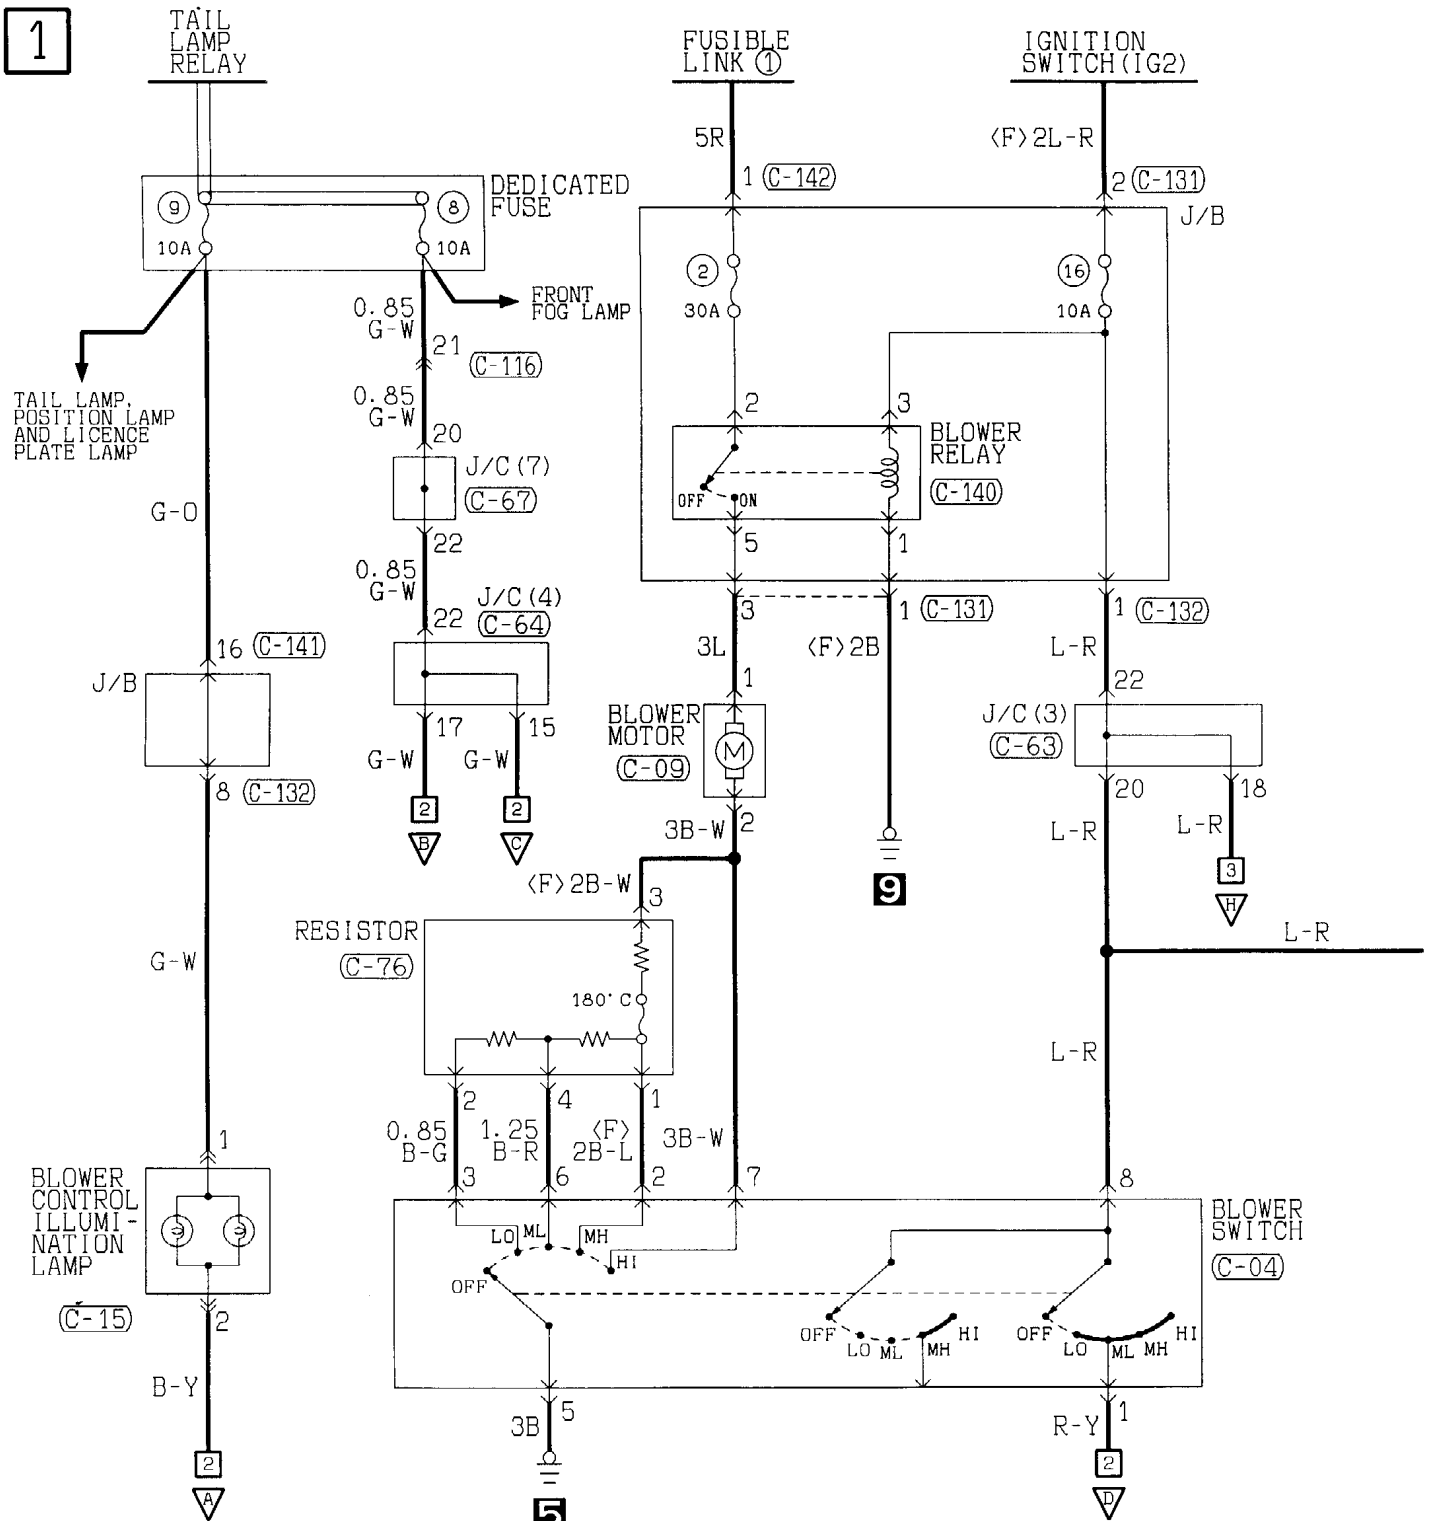 1
TAIL
LAMP
RELAY
FUSIBLE
LINK ①
IGNITION
SWITCH(IG2)
5R
〈F〉2L-R
1 (C-142)
2 (C-131)
J/B
DEDICATED
FUSE
9
8
10A
10A
FRONT
FOG LAMP
2
30A
16
10A
0.85
G-W
21
C-116
0.85
G-W
20
TAIL LAMP,
POSITION LAMP
AND LICENCE
PLATE LAMP
J/C(7)
C-67
22
G-O
2
3
BLOWER
RELAY
C-140
OFF
ON
5
1
0.85
G-W
22
J/C(4)
C-64
3
1
C-131
1
C-132
3L
〈F〉2B
L-R
16
C-141
J/B
17
15
G-W
G-W
2
2
B
C
8
C-132
1
BLOWER
MOTOR
C-09
M
2
3B-W
22
J/C(3)
C-63
20
18
L-R
L-R
3
H
9
〈F〉2B-W
3
RESISTOR
C-76
180°C
L-R
L-R
G-W
2
4
1
0.85
B-G
1.25
B-R
〈F〉
2B-L
3B-W
3
6
2
7
8
1
BLOWER
CONTROL
ILLUMI-
NATION
LAMP
C-15
2
B-Y
2
A
BLOWER
SWITCH
C-04
LO
ML
MH
HI
OFF
OFF
LO
ML
MH
HI
OFF
LO
ML
MH
HI
5
3B
5
1
R-Y
2
D